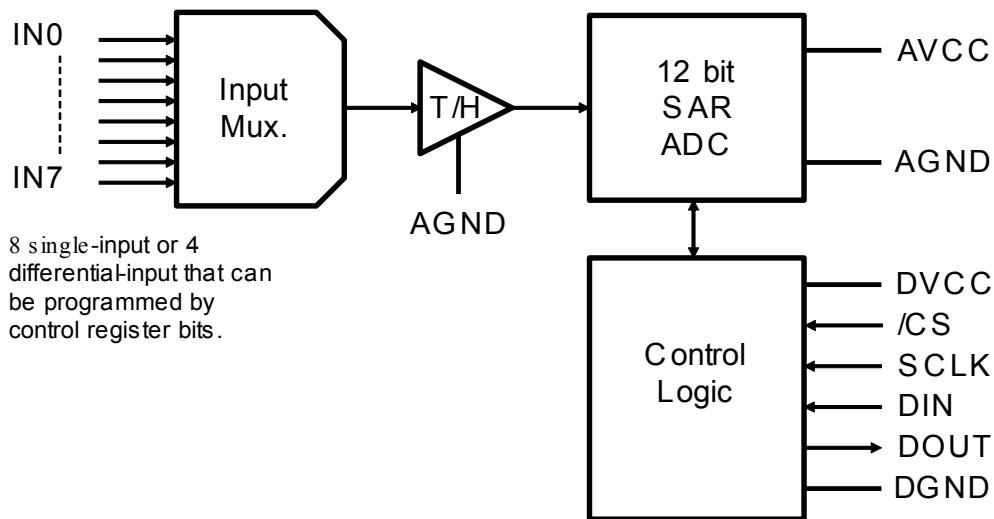 IN0
IN7
Input
Mux.
T/H
AGND
12 bit
SAR
ADC
AVCC
AGND
8 single-input or 4
differential-input that can
be programmed by
control register bits.
Control
Logic
DVCC
/CS
SCLK
DIN
DOUT
DGND